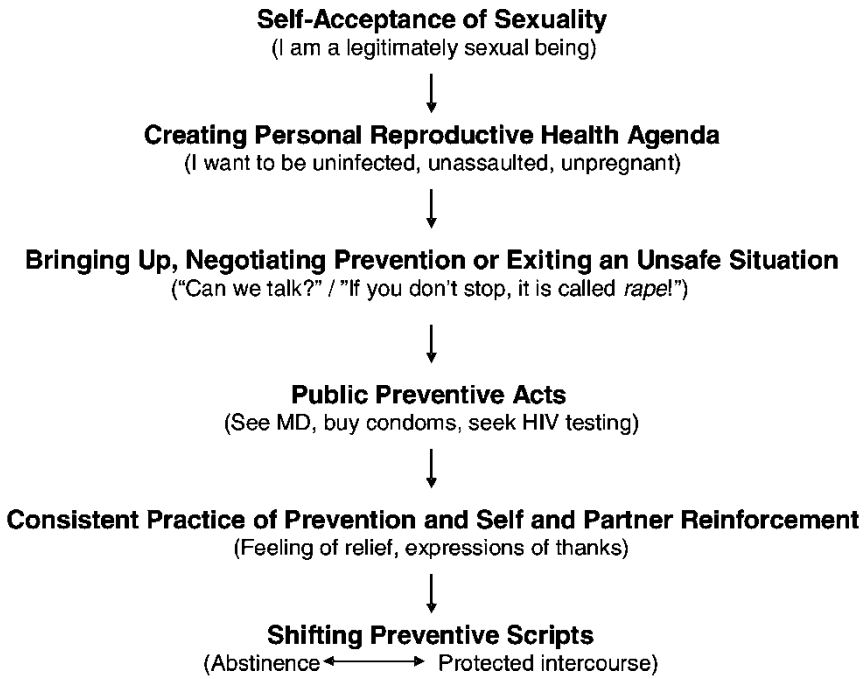 Self-Acceptance of Sexuality
(I am a legitimately sexual being)
Creating Personal Reproductive Health Agenda
(I want to be uninfected, unassaulted, unpregnant)
Bringing Up, Negotiating Prevention or Exiting an Unsafe Situation
(“Can we talk?” / ”If you don’t stop, it is called rape!”)
Public Preventive Acts
(See MD, buy condoms, seek HIV testing)
Consistent Practice of Prevention and Self and Partner Reinforcement
(Feeling of relief, expressions of thanks)
Shifting Preventive Scripts
(Abstinence ⟷ Protected intercourse)